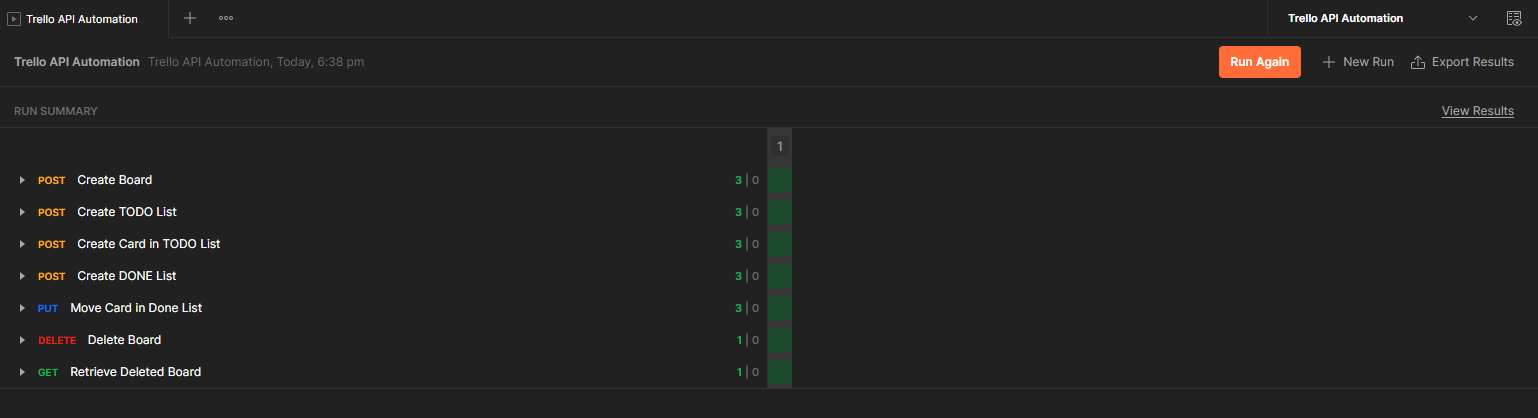 Trello API Automation
Trello API Automation
Trello API Automation Trello API Automation, Today, 6:38 pm Run Again New Run Export Results
RUN SUMMARY View Results
1
POST Create Board 3 | 0
POST Create TODO List 3 | 0
POST Create Card in TODO List 3 | 0
POST Create DONE List 3 | 0
PUT Move Card in Done List 3 | 0
DELETE Delete Board 1 | 0
GET Retrieve Deleted Board 1 | 0